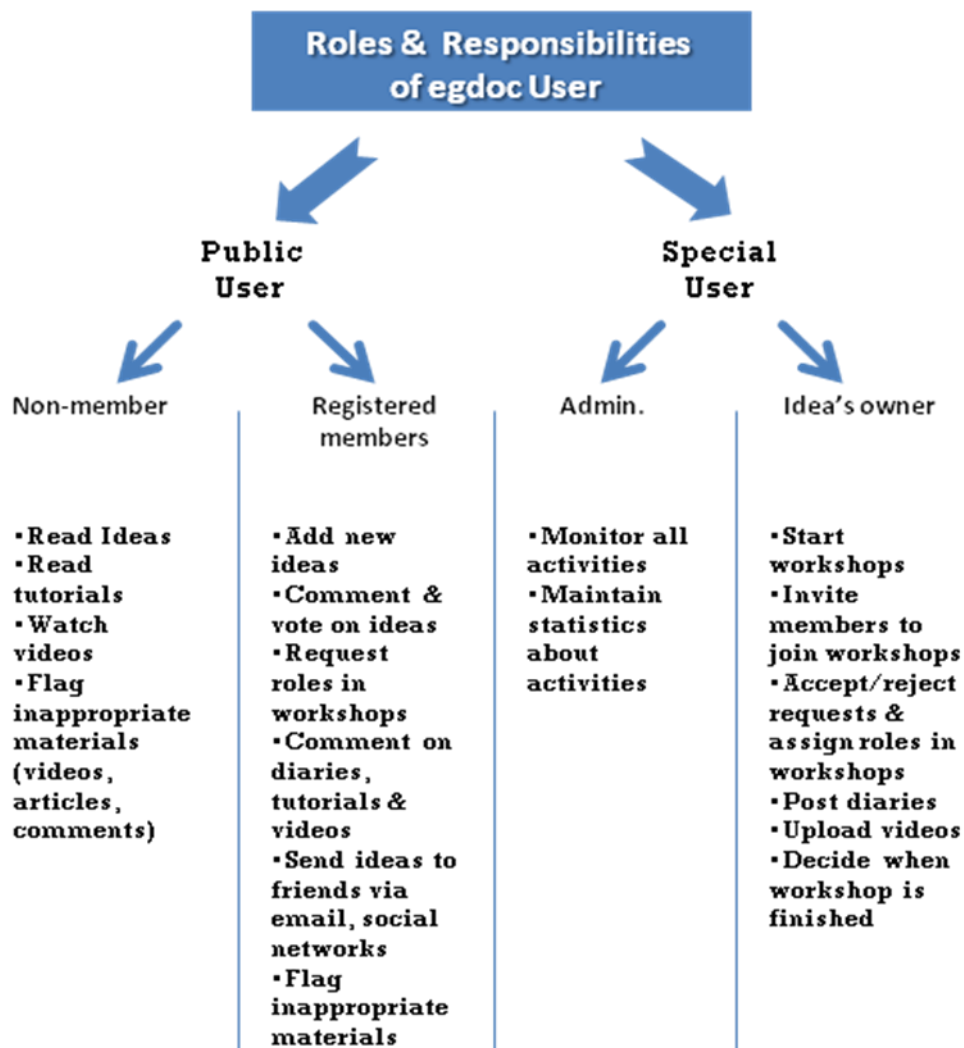 Roles & Responsibilities
of egdoc User
Public
User
Special
User
Non-member
Registered
members
Admin.
Idea's owner
▪Read Ideas
▪Read
tutorials
▪Watch
videos
▪Flag
inappropriate
materials
(videos,
articles,
comments)
▪Add new
ideas
▪Comment &
vote on ideas
▪Request
roles in
workshops
▪Comment on
diaries,
tutorials &
videos
▪Send ideas to
friends via
email, social
networks
▪Flag
inappropriate
materials
▪Monitor all
activities
▪Maintain
statistics
about
activities
▪Start
workshops
▪Invite
members to
join workshops
▪Accept/reject
requests &
assign roles in
workshops
▪Post diaries
▪Upload videos
▪Decide when
workshop is
finished